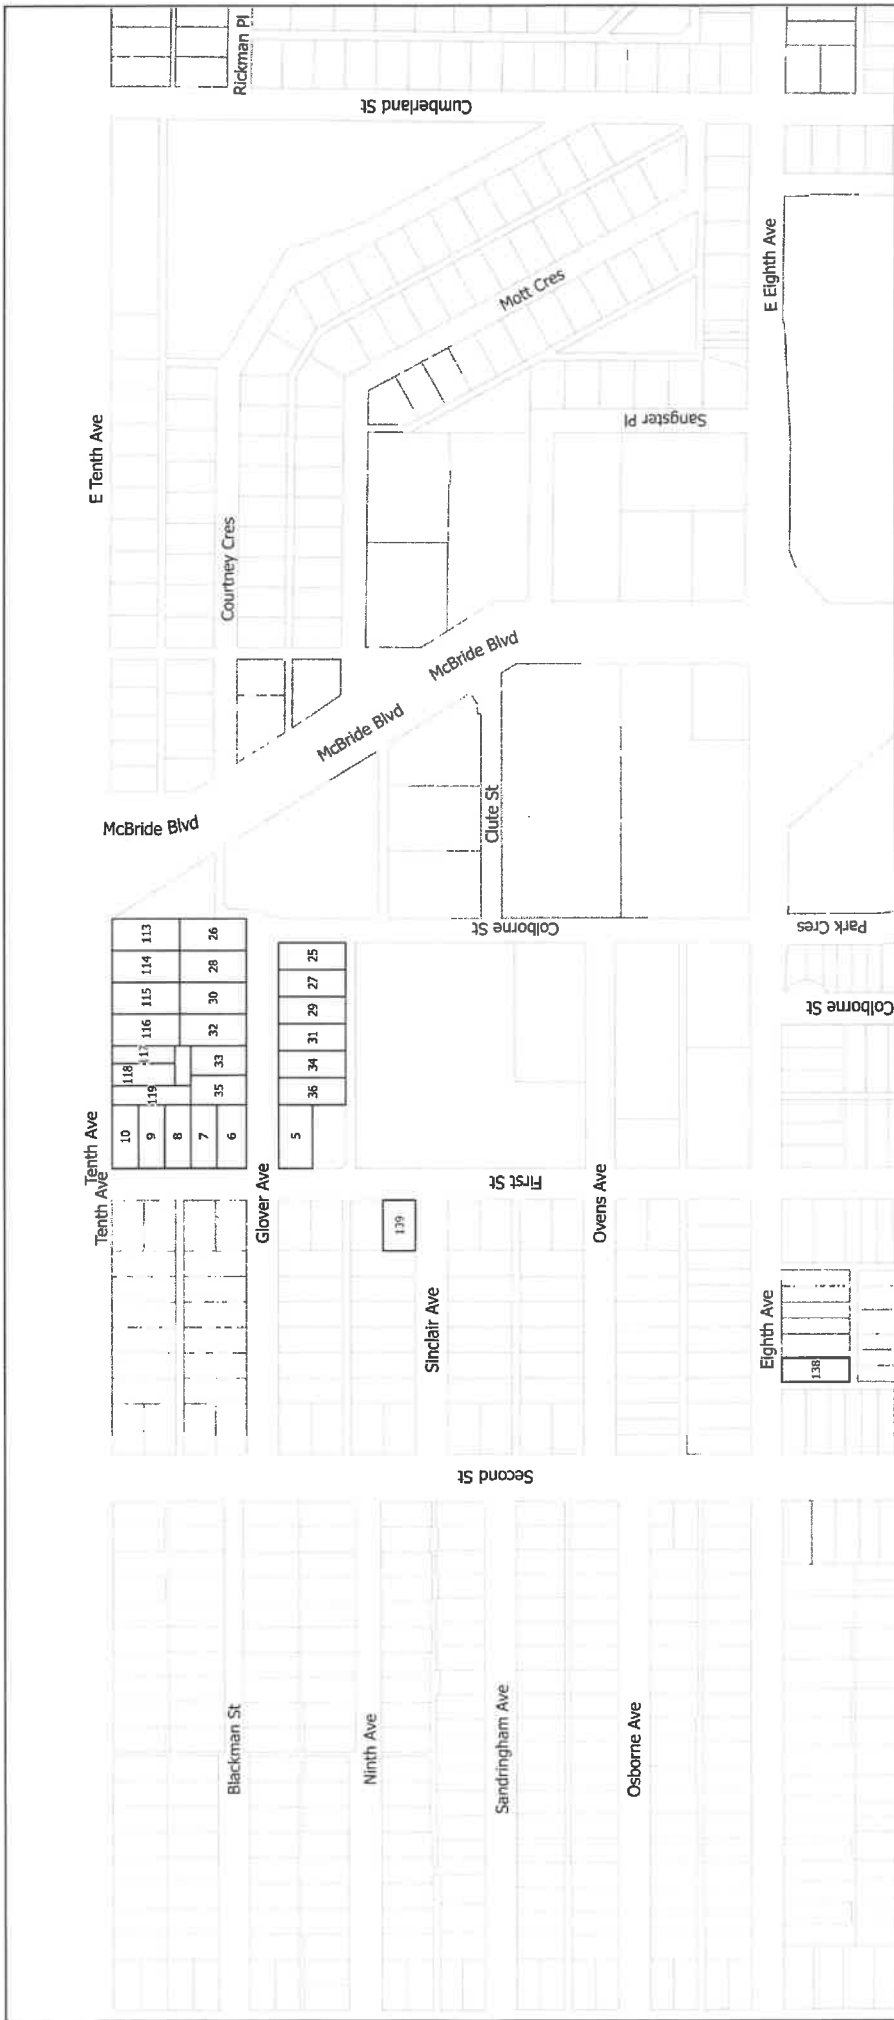 Rickman Pl
Cumberland St
E Tenth Ave
E Eighth Ave
Mott Cres
Sangster Pl
Courtney Cres
McBride Blvd
McBride Blvd
McBride Blvd
Clute St
Colborne St
Park Cres
Colborne St
113
26
114
28
115
30
116
32
117
33
118
119
35
10
9
8
7
6
25
27
29
31
34
36
5
Tenth Ave
Tenth Ave
Glover Ave
First St
Ovens Ave
139
Sinclair Ave
Eighth Ave
138
Second St
Blackman St
Ninth Ave
Sandringham Ave
Osborne Ave